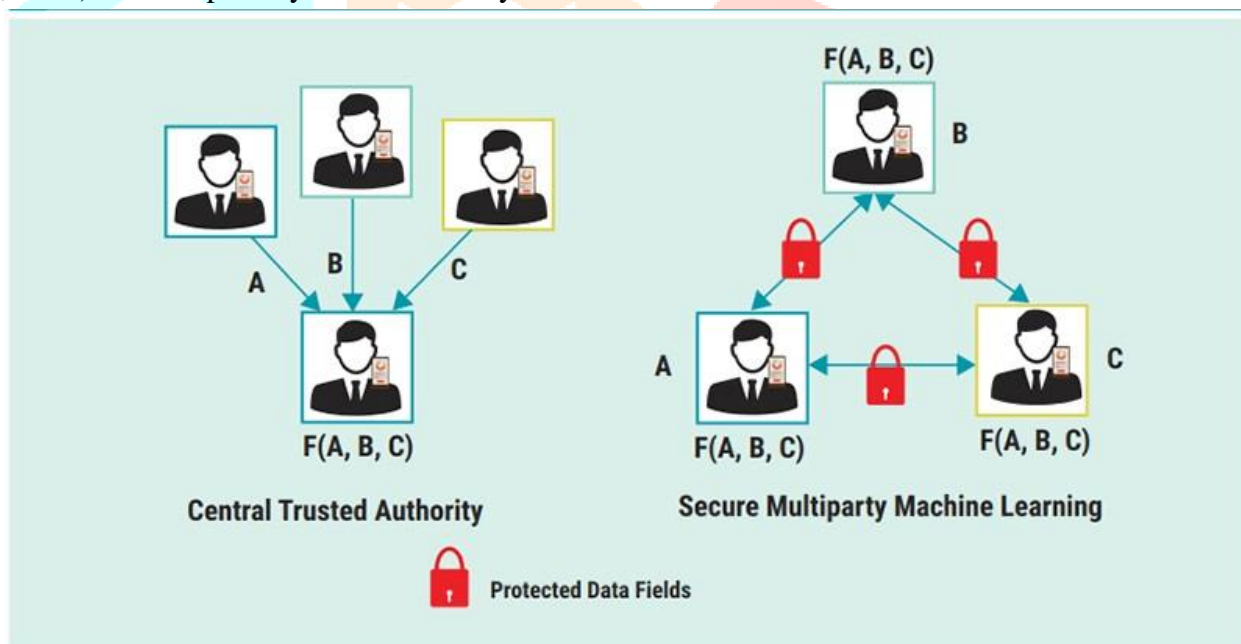 F(A, B, C)
B
A
B
C
A
C
F(A, B, C)
F(A, B, C)
F(A, B, C)
Central Trusted Authority
Secure Multiparty Machine Learning
Protected Data Fields